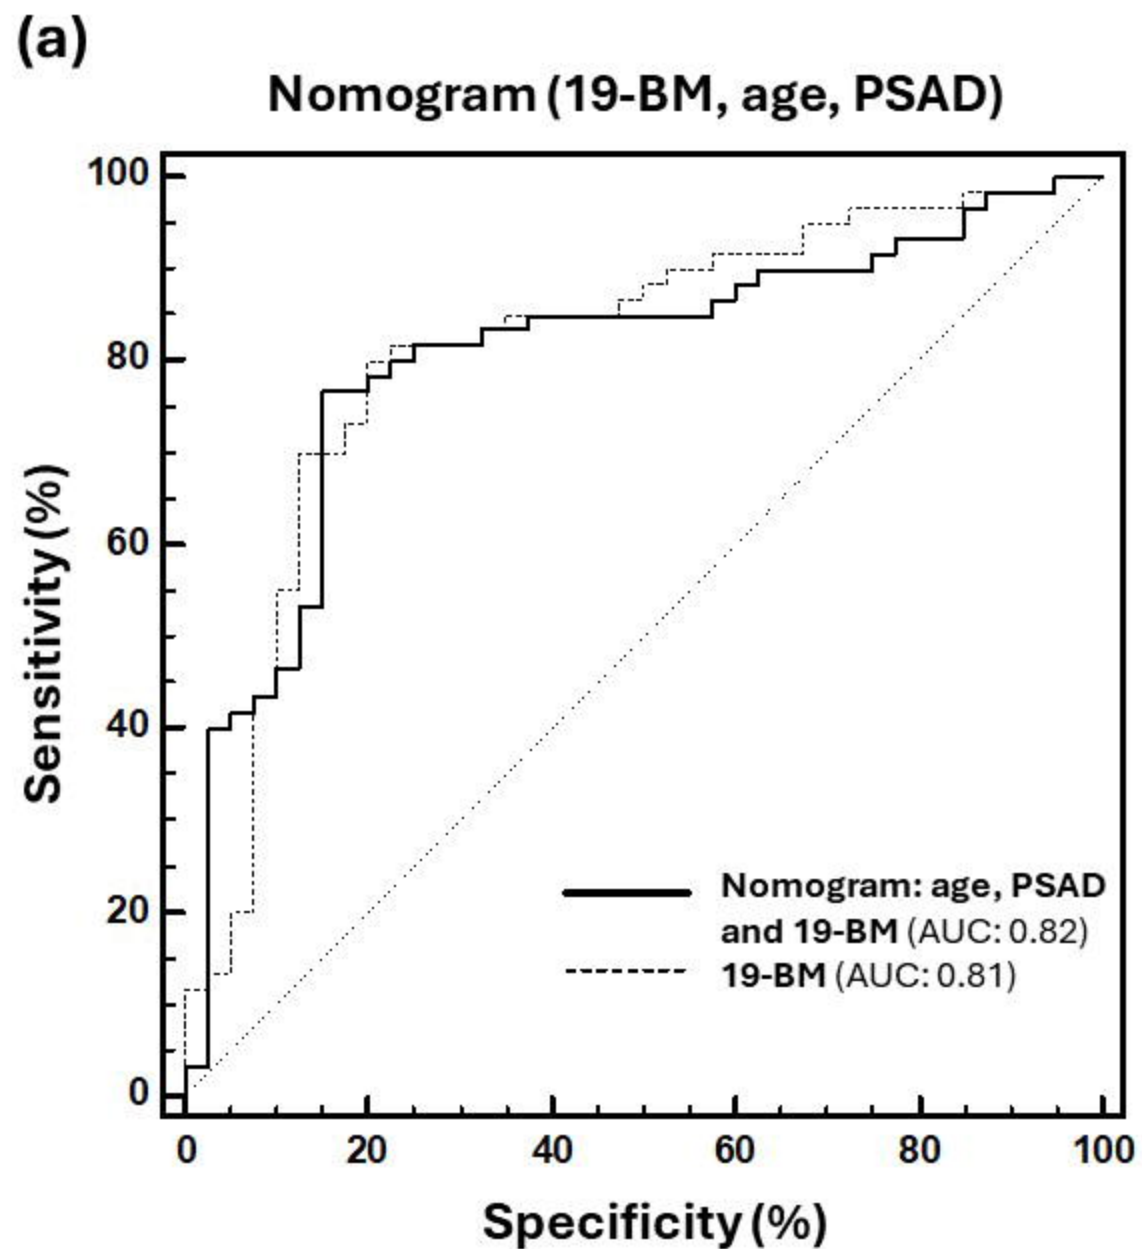 (a)
Nomogram (19-BM, age, PSAD)
100
80
60
40
20
0
Sensitivity (%)
Nomogram: age, PSAD
and 19-BM (AUC: 0.82)
19-BM (AUC: 0.81)
0 20 40 60 80 100
Specificity (%)